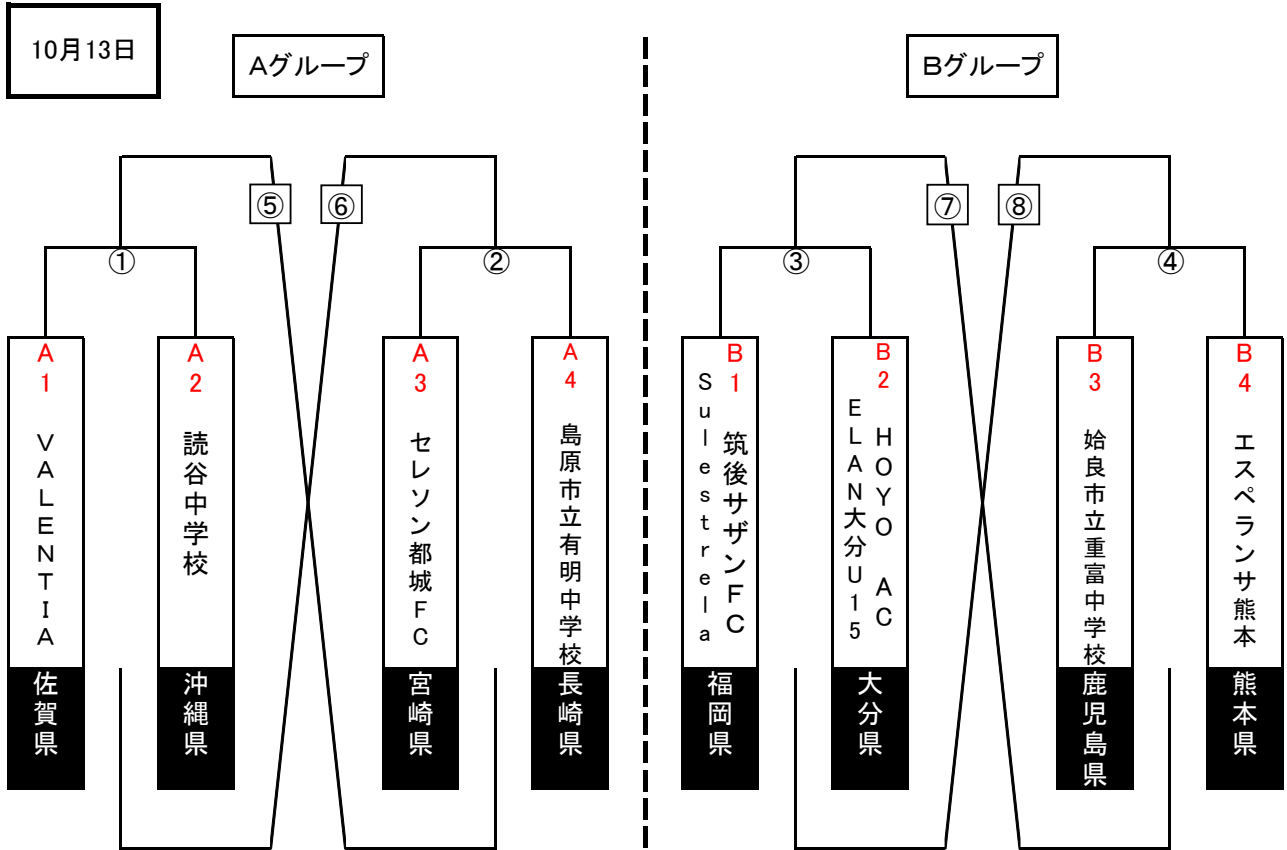 10月13日
Aグループ
Bグループ
⑤
⑥
⑦
⑧
①
②
③
④
A1
VALENTIA
佐賀県
A2
読谷中学校
沖縄県
A3
セレソン都城FC
宮崎県
A4
島原市立有明中学校
長崎県
B1
筑後サザンFC
Sulestrela
福岡県
B2
HOYO AC
ELAN大分U15
大分県
B3
姶良市立重富中学校
鹿児島県
B4
エスペランサ熊本
熊本県